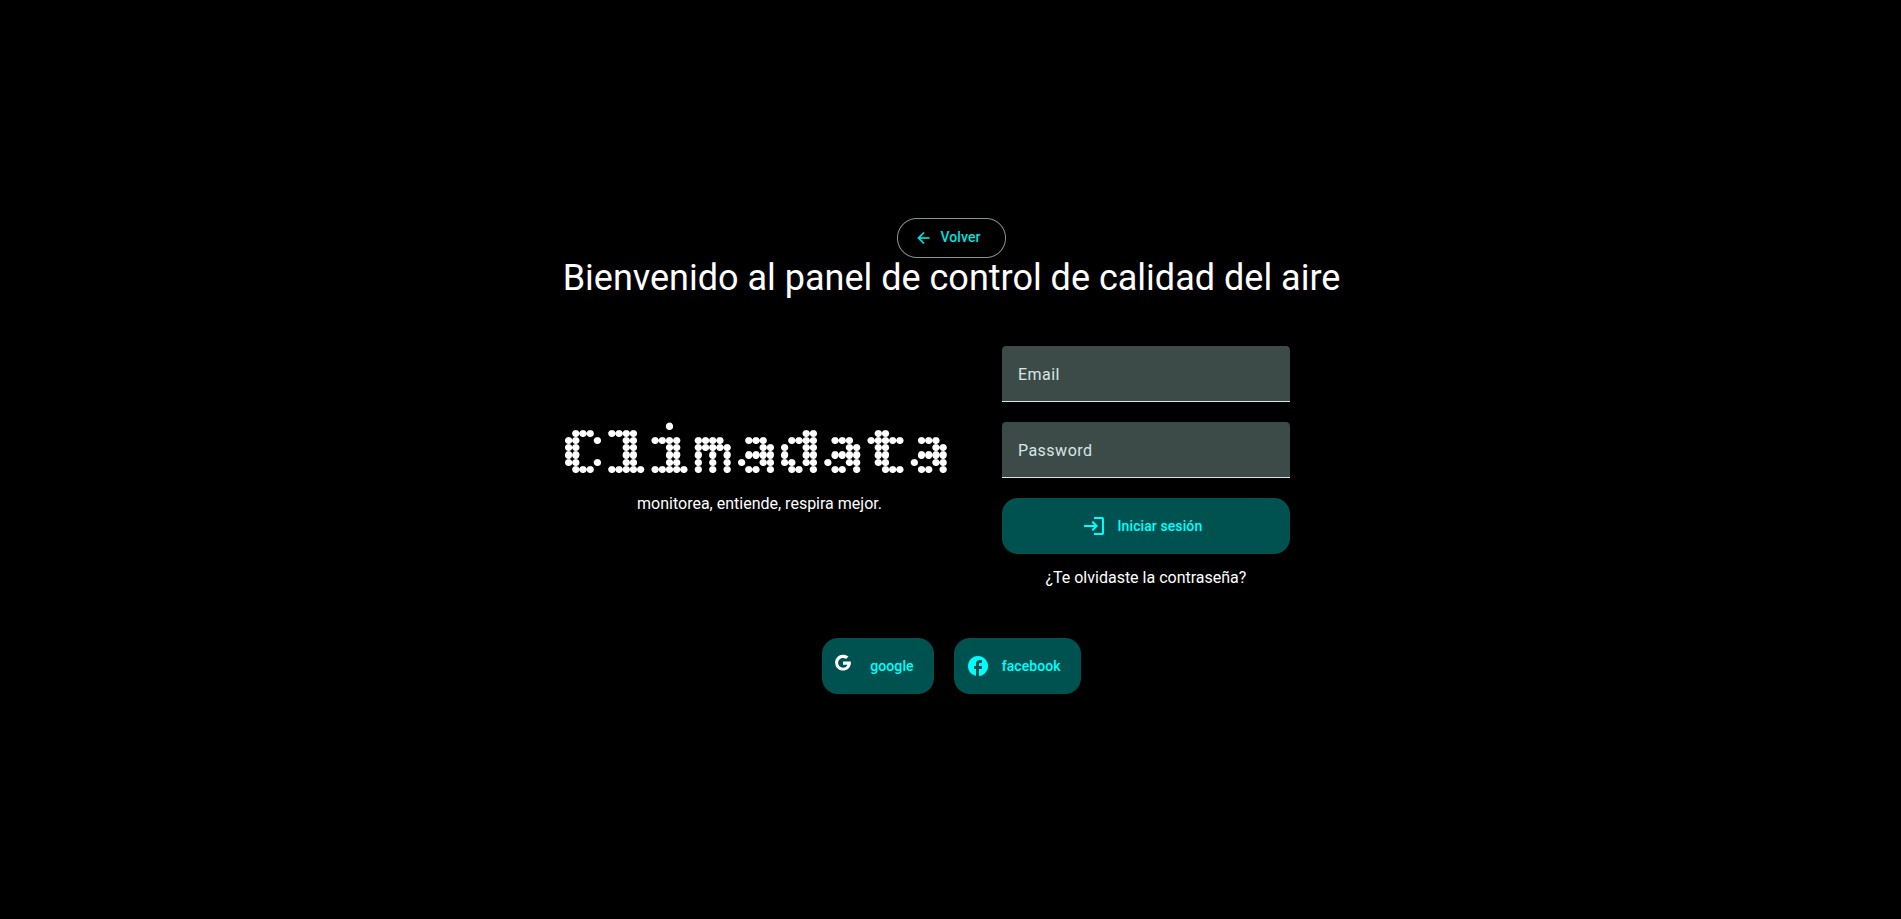 Volver
Bienvenido al panel de control de calidad del aire
Climadata
monitorea, entiende, respira mejor.
Email
Password
Iniciar sesión
¿Te olvidaste la contraseña?
google
facebook